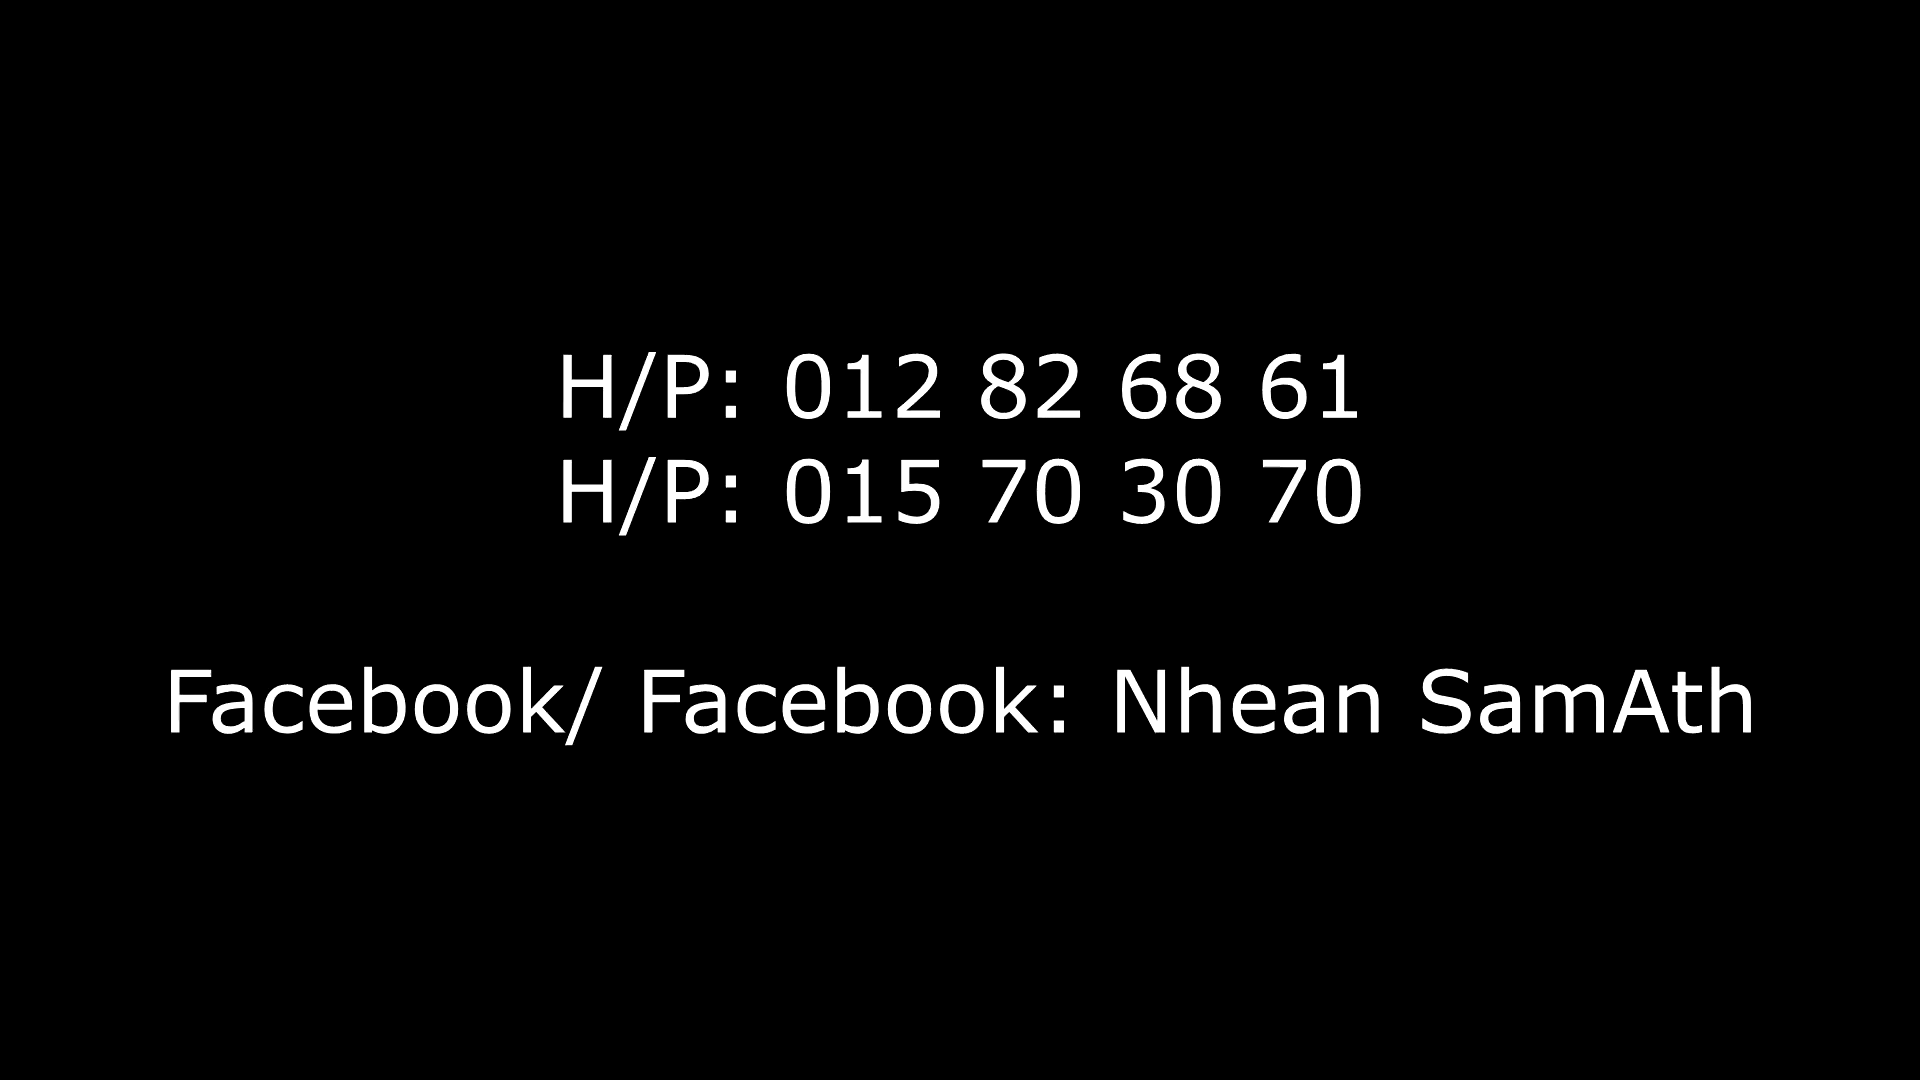 H/P: 012 82 68 61
H/P: 015 70 30 70
Facebook/ Facebook: Nhean SamAth